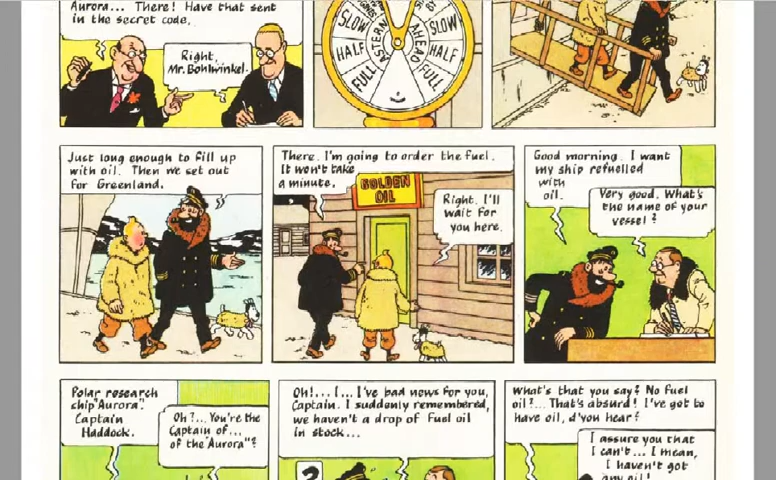 Aurora... There! Have that sent
in the secret code.
Right,
Mr. Bohlwinkel.
SLOW
HALF
FULL
ASTERN
AHEAD
SLOW
HALF
FULL
Just long enough to fill up
with oil. Then we set out
for Greenland.
There. I'm going to order the fuel.
It won't take
a minute.
GOLDEN
OIL
Right. I'll
wait for
you here.
Good morning. I want
my ship refuelled
with
oil.
Very good. What's
the name of your
vessel?
Polar research
ship "Aurora".
Captain
Haddock.
Oh?... You're the
Captain of...
of the "Aurora"?
Oh!... I... I've bad news for you,
Captain. I suddenly remembered,
we haven't a drop of fuel oil
in stock...
?
What's that you say? No fuel
oil?... That's absurd! I've got to
have oil, d'you hear?
I assure you that
I can't... I mean,
I haven't got
any oil!